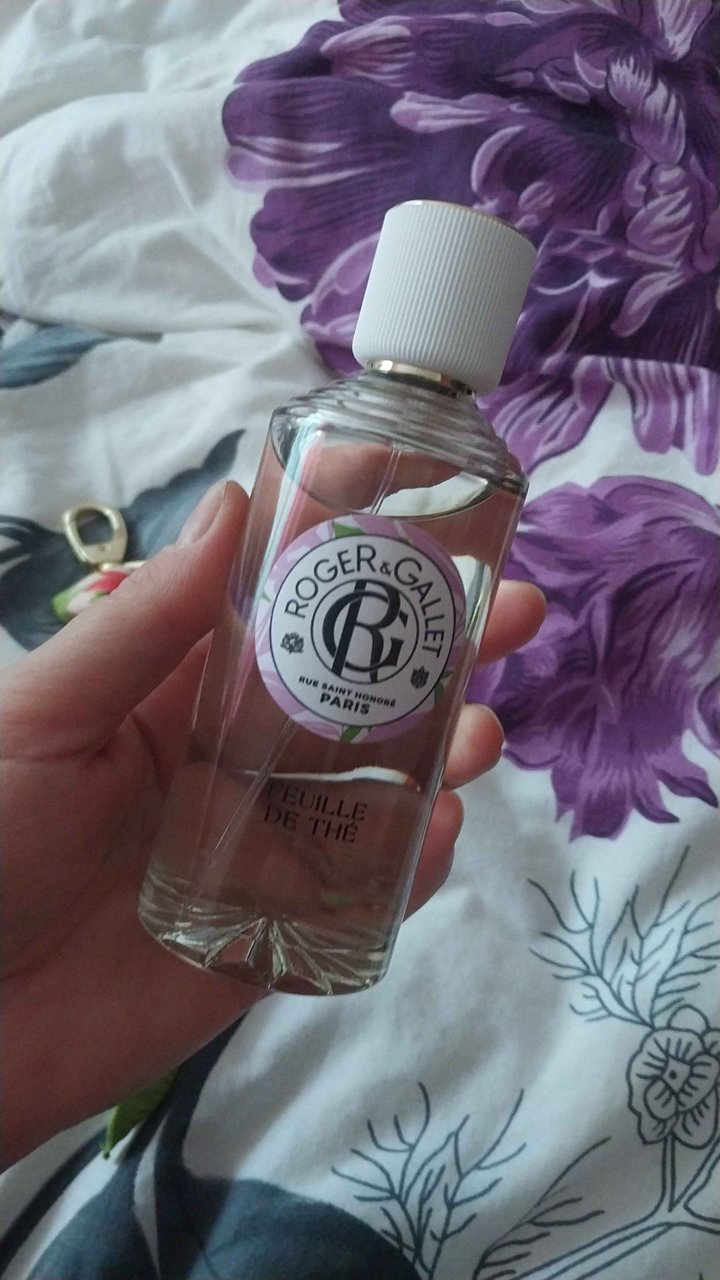 ROGER & GALLET
RG
RUE SAINT HONORÉ
PARIS
FEUILLE
DE THÉ